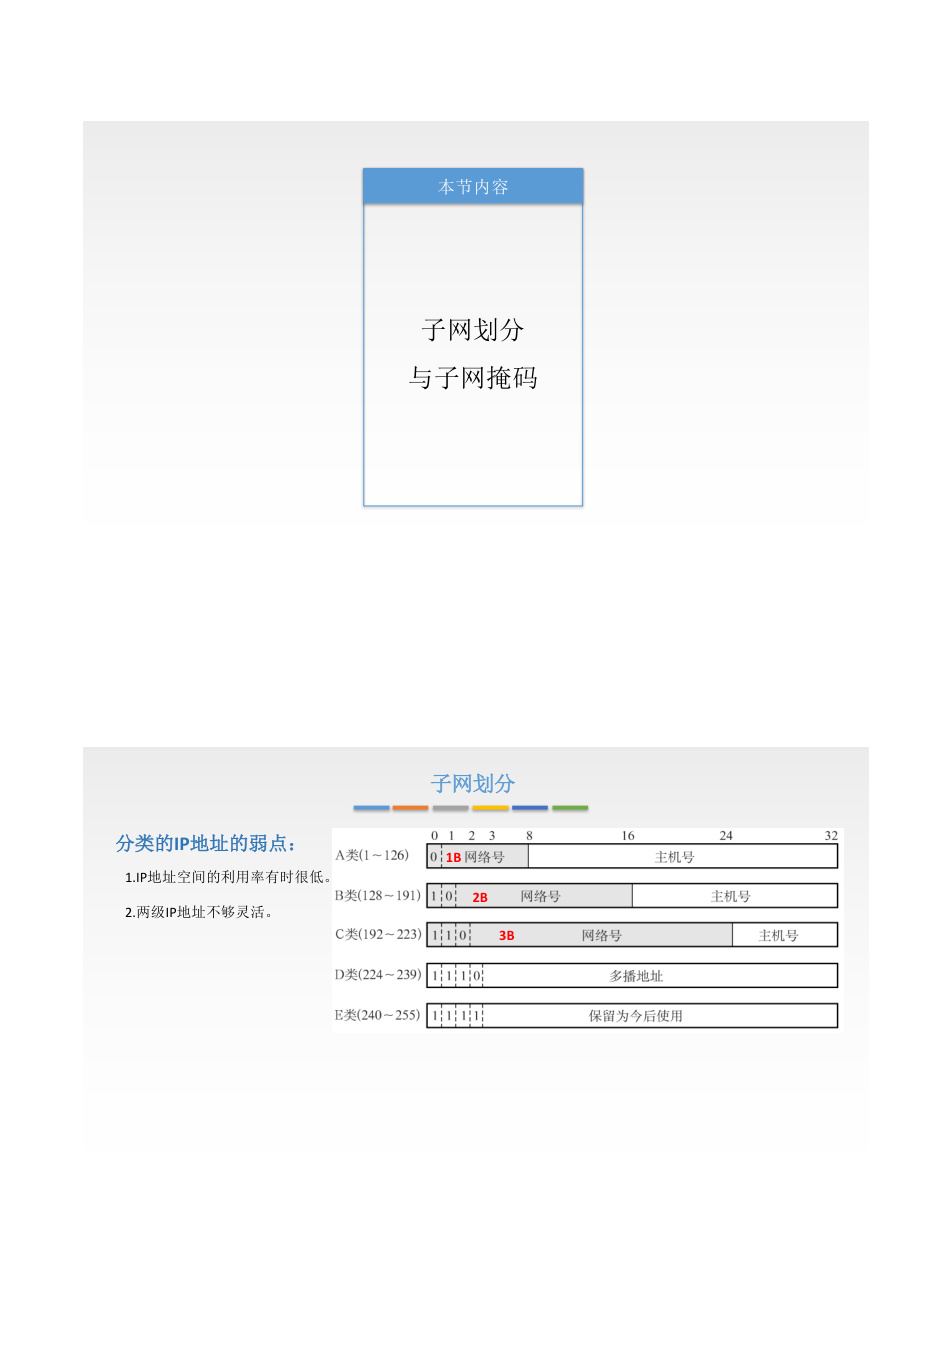 本节内容
子网划分
与子网掩码
子网划分
分类的IP地址的弱点：
1.IP地址空间的利用率有时很低。
2.两级IP地址不够灵活。
0 1 2 3 8 16 24 32
A类(1～126) 0 1B 网络号 主机号
B类(128～191) 1 0 2B 网络号 主机号
C类(192～223) 1 1 0 3B 网络号 主机号
D类(224～239) 1 1 1 0 多播地址
E类(240～255) 1 1 1 1 保留为今后使用